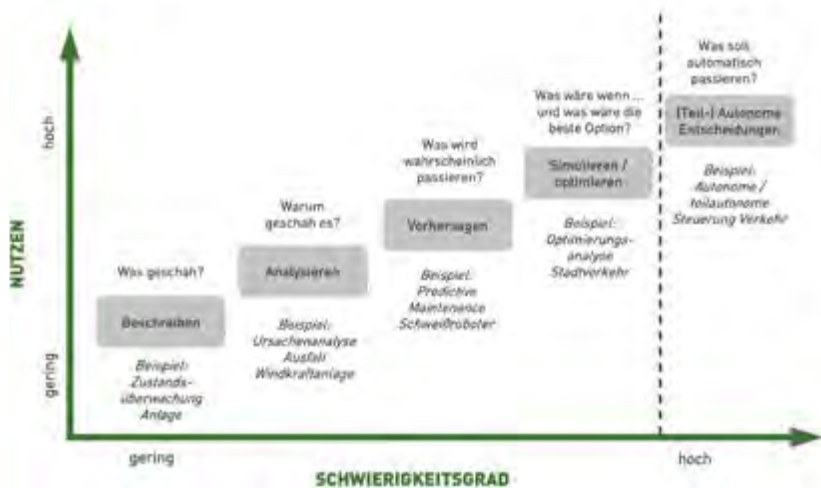 Was soll
automatisch
passieren?
(Teil-) Autonome
Entscheidungen
Beispiel:
Autonome /
teilautonome
Steuerung Verkehr
Was wäre wenn ...
und was wäre die
beste Option?
Simulieren /
optimieren
Beispiel:
Optimierungs-
analyse
Stadtverkehr
Was wird
wahrscheinlich
passieren?
Vorhersagen
Beispiel:
Predictive
Maintenance
Schweißroboter
Warum
geschah es?
Analysieren
Beispiel:
Ursachenanalyse
Ausfall
Windkraftanlage
Was geschah?
Beschreiben
Beispiel:
Zustands-
überwachung
Anlage
hoch
NUTZEN
gering
gering
hoch
SCHWIERIGKEITSGRAD